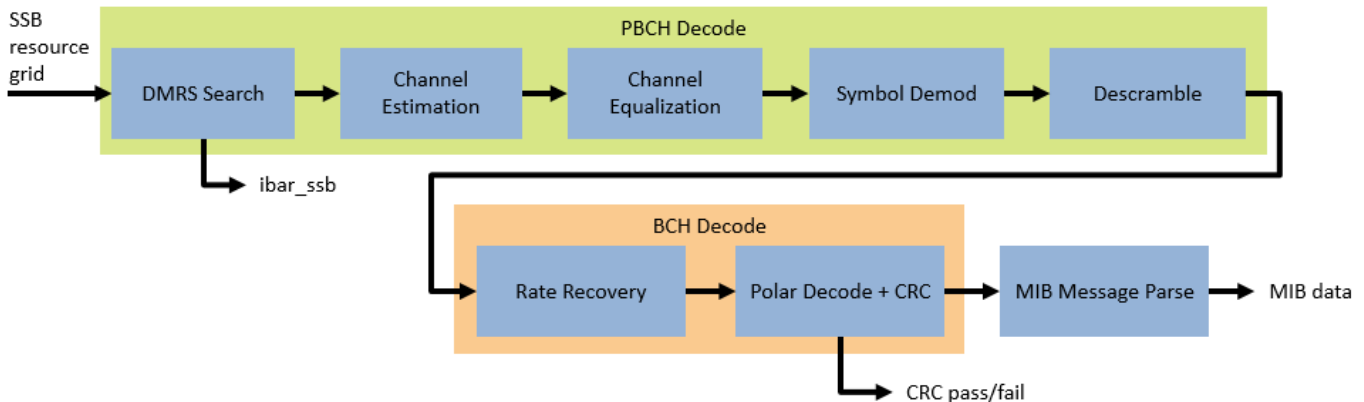 SSB
resource
grid
PBCH Decode
DMRS Search
Channel
Estimation
Channel
Equalization
Symbol Demod
Descramble
ibar_ssb
BCH Decode
Rate Recovery
Polar Decode + CRC
MIB Message Parse
MIB data
CRC pass/fail